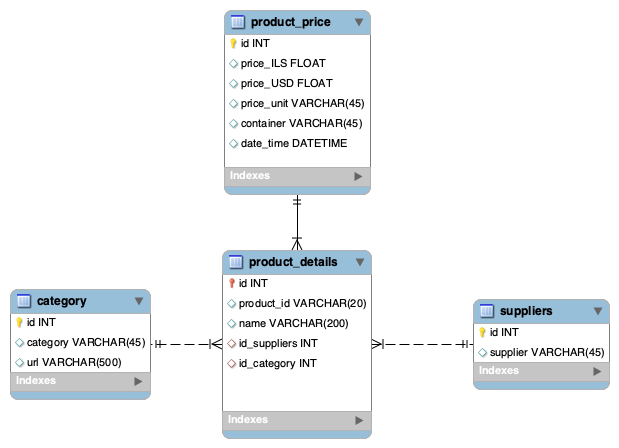 product_price
id INT
price_ILS FLOAT
price_USD FLOAT
price_unit VARCHAR(45)
container VARCHAR(45)
date_time DATETIME
Indexes
product_details
id INT
product_id VARCHAR(20)
name VARCHAR(200)
id_suppliers INT
id_category INT
Indexes
category
id INT
category VARCHAR(45)
url VARCHAR(500)
Indexes
suppliers
id INT
supplier VARCHAR(45)
Indexes